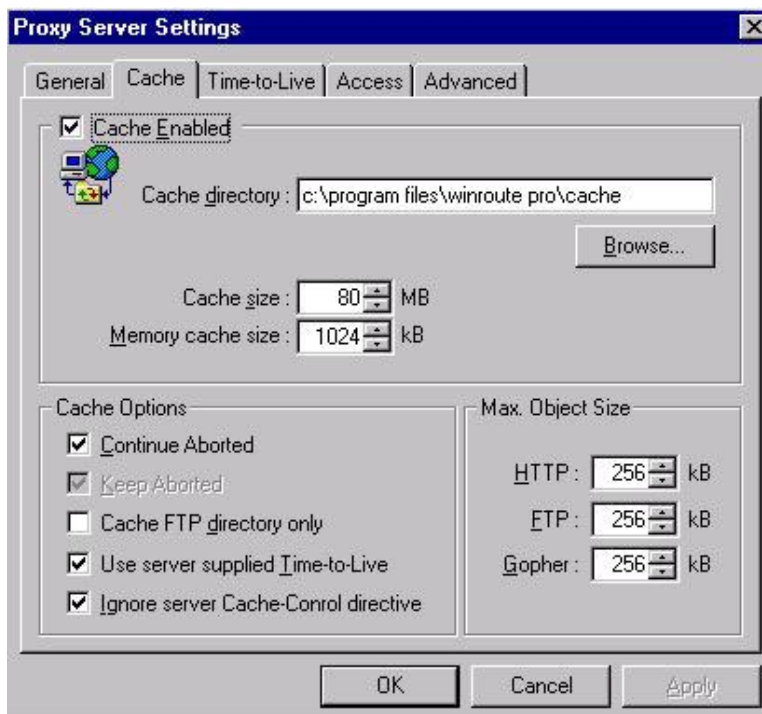 Proxy Server Settings
General Cache Time-to-Live Access Advanced
Cache Enabled
Cache directory : c:\program files\winroute pro\cache
Browse...
Cache size : 80 MB
Memory cache size : 1024 kB
Cache Options
Continue Aborted
Keep Aborted
Cache FTP directory only
Use server supplied Time-to-Live
Ignore server Cache-Conrol directive
Max. Object Size
HTTP : 256 kB
FTP : 256 kB
Gopher : 256 kB
OK Cancel Apply